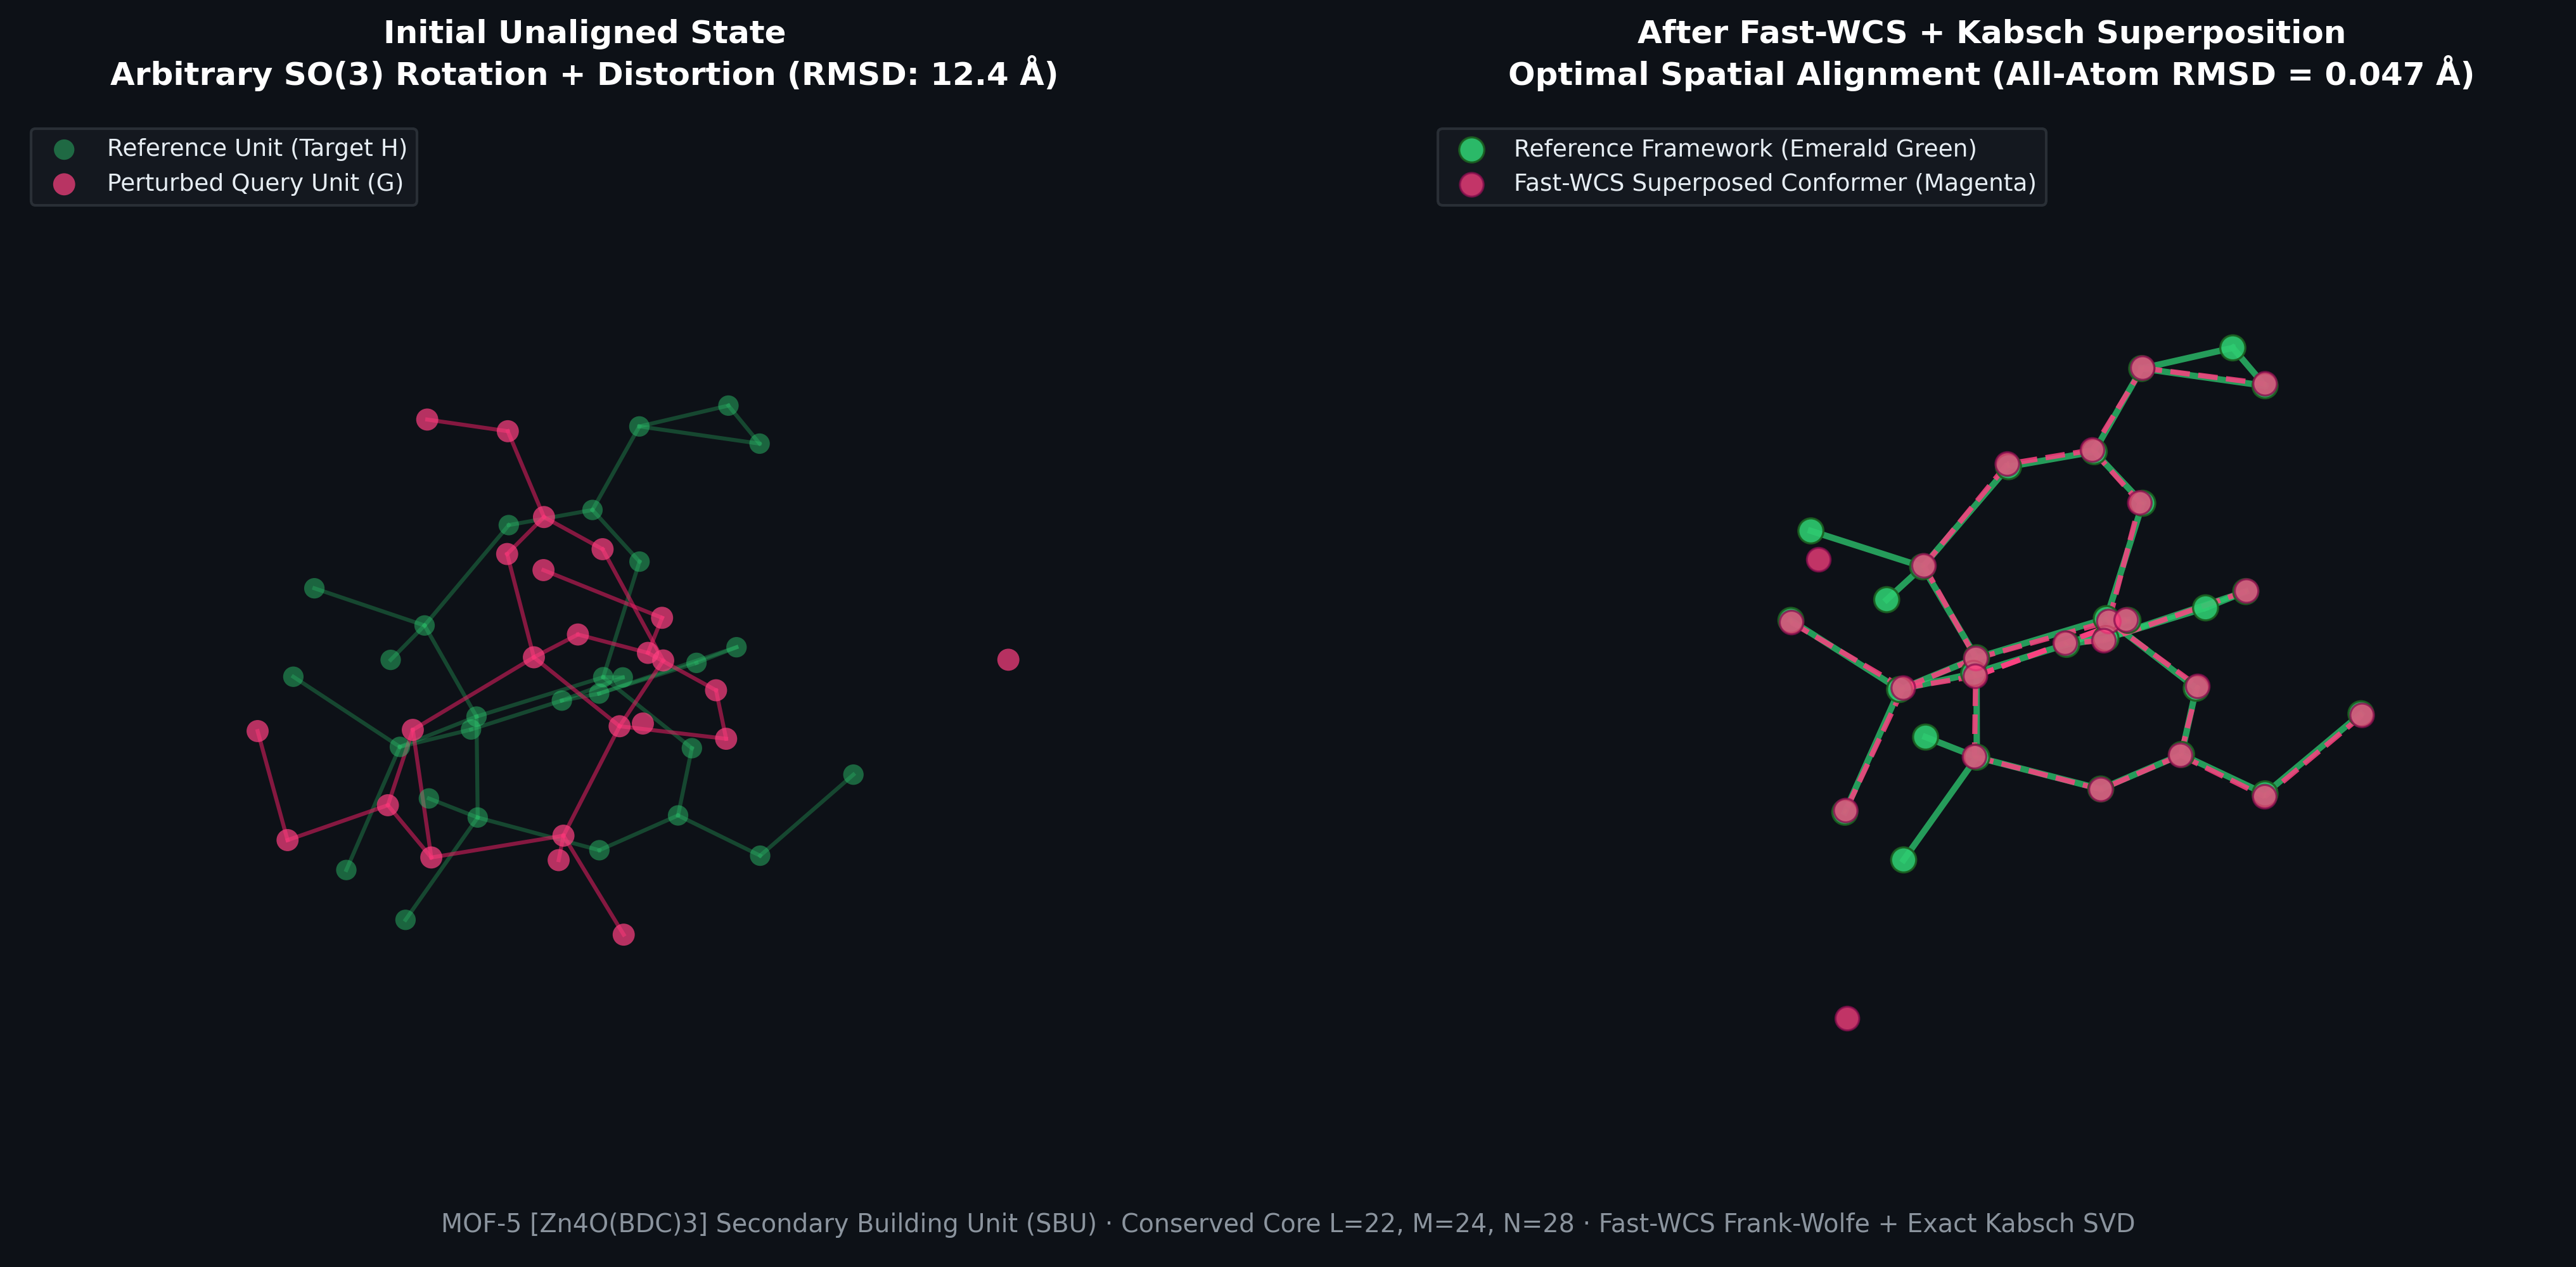 Initial Unaligned State
Arbitrary SO(3) Rotation + Distortion (RMSD: 12.4 Å)
Reference Unit (Target H)
Perturbed Query Unit (G)
After Fast-WCS + Kabsch Superposition
Optimal Spatial Alignment (All-Atom RMSD = 0.047 Å)
Reference Framework (Emerald Green)
Fast-WCS Superposed Conformer (Magenta)
MOF-5 [Zn4O(BDC)3] Secondary Building Unit (SBU) · Conserved Core L=22, M=24, N=28 · Fast-WCS Frank-Wolfe + Exact Kabsch SVD